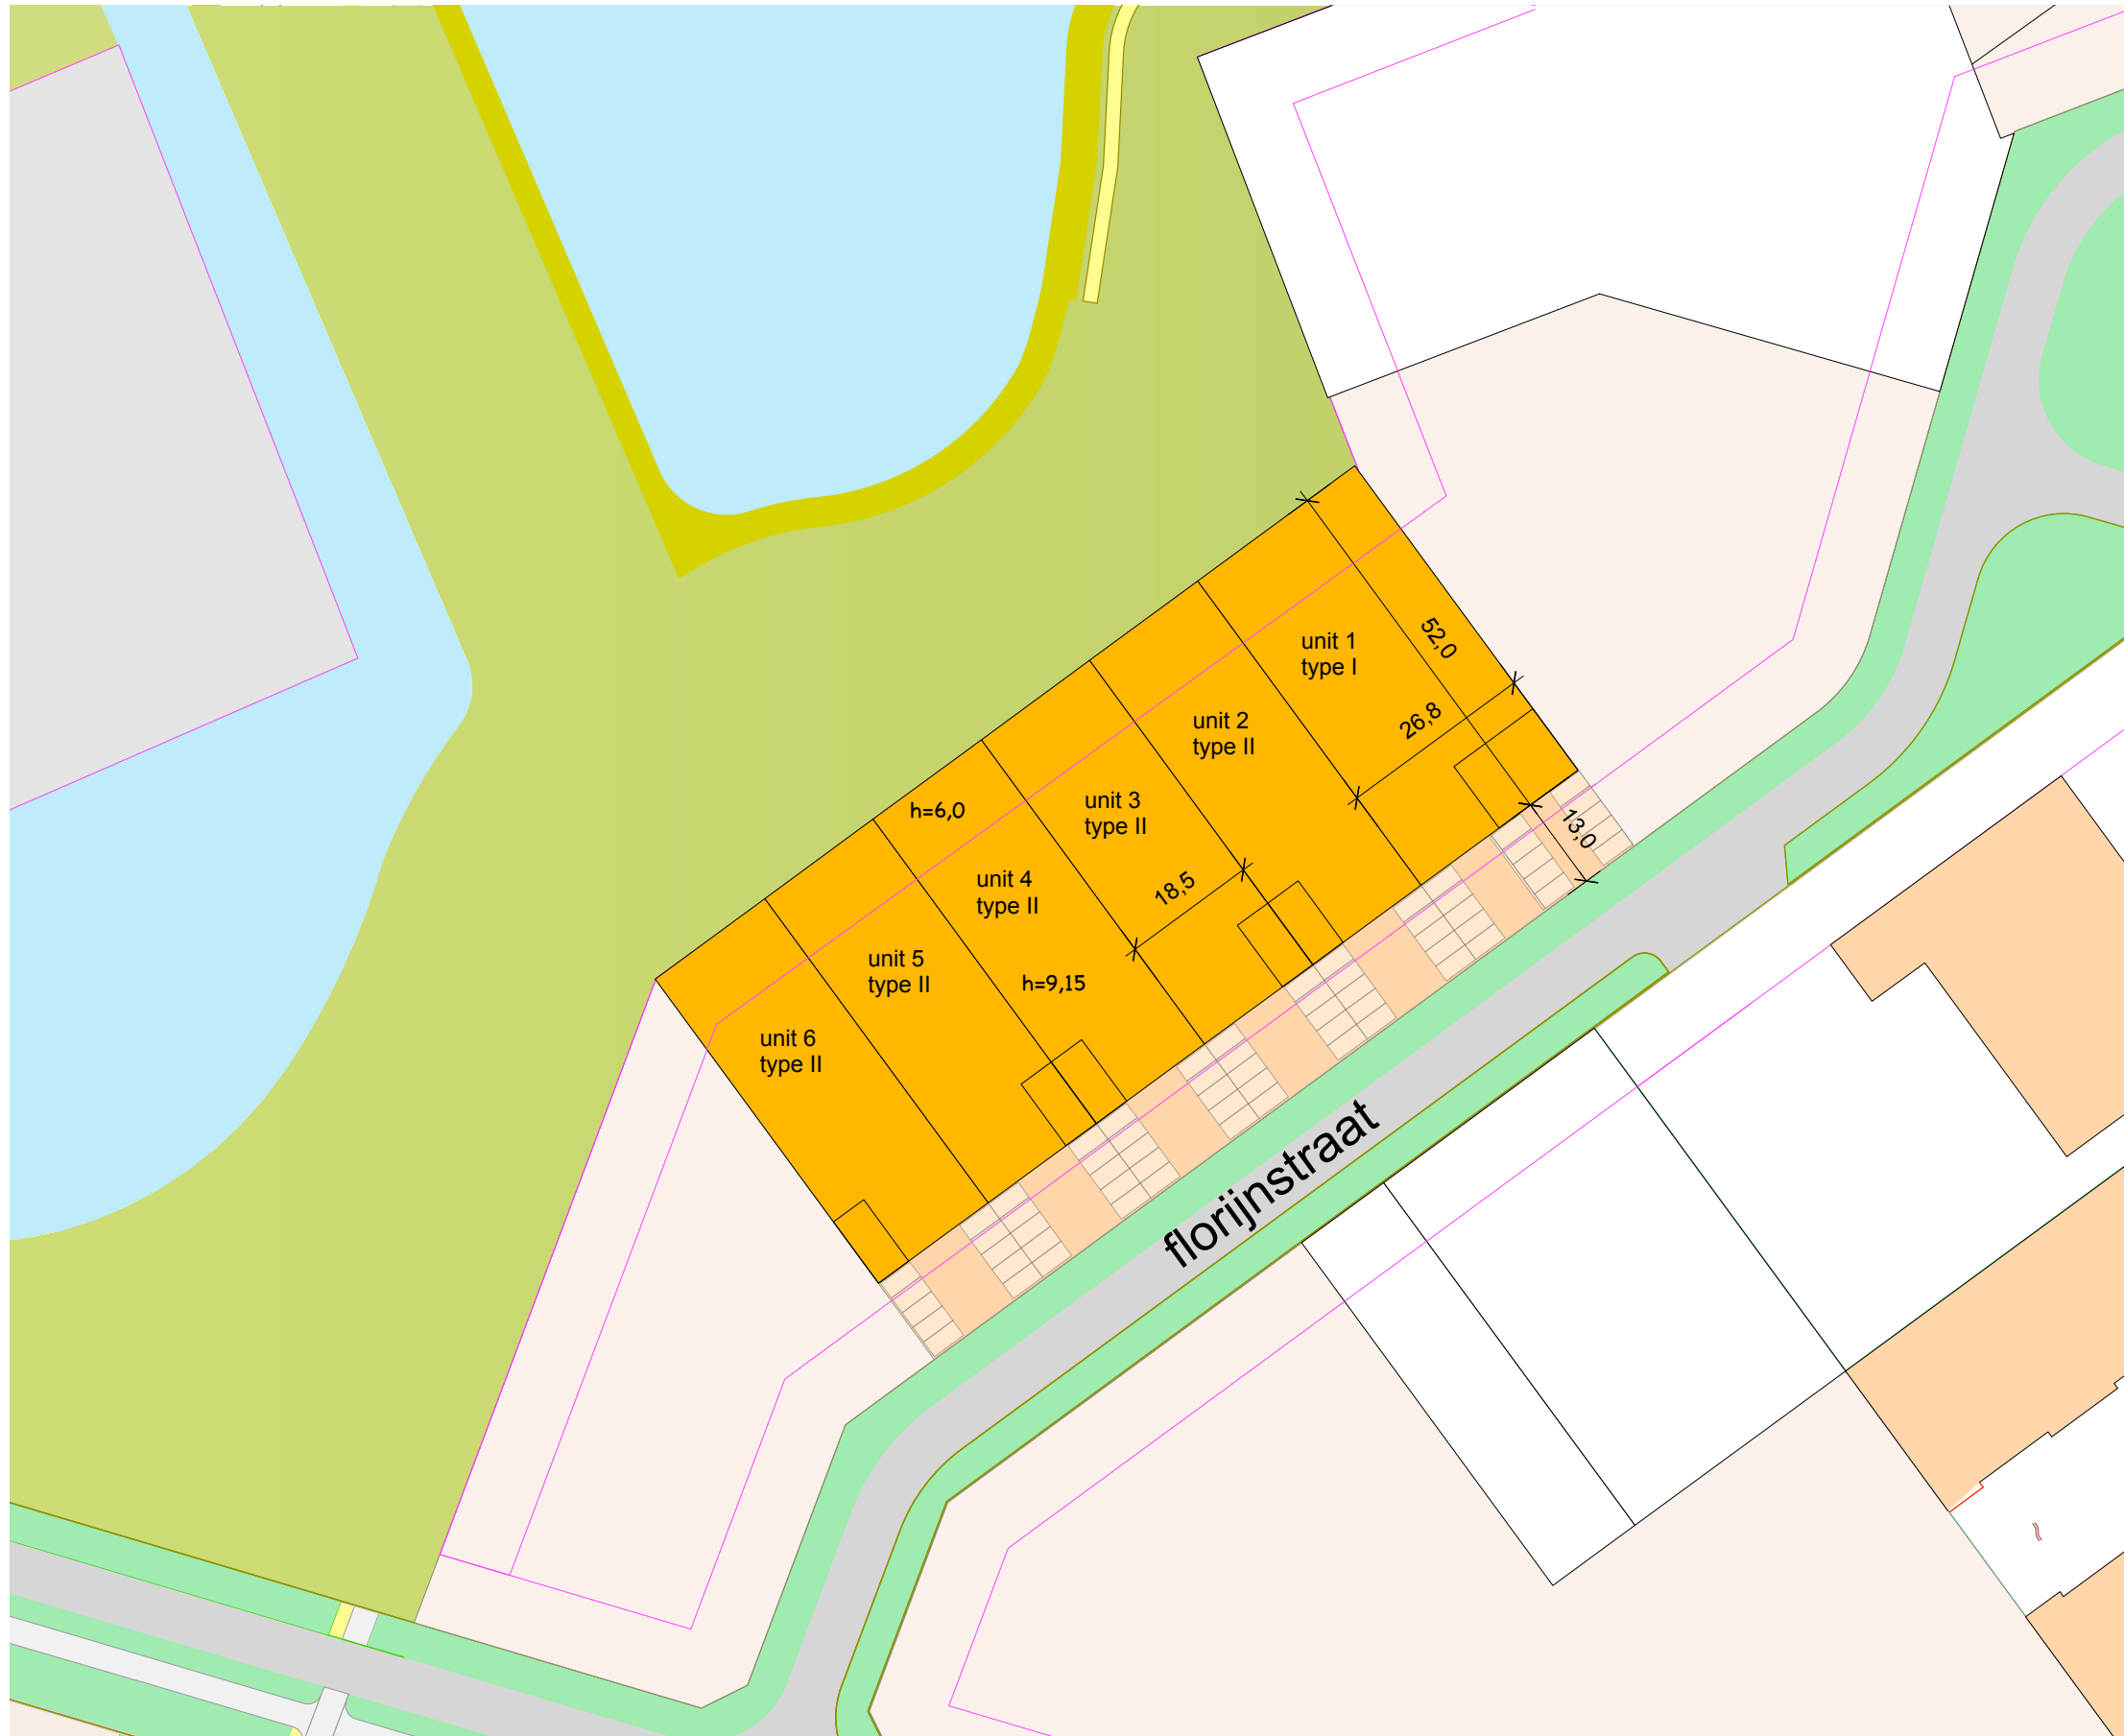 unit 1
type I
52,0
26,8
unit 2
type II
13,0
h=6,0
unit 3
type II
18,5
unit 4
type II
h=9,15
unit 5
type II
unit 6
type II
florijnstraat